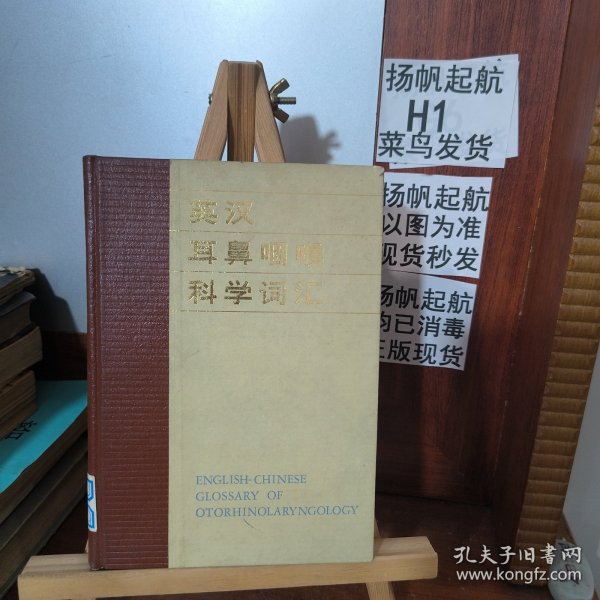 英汉
耳鼻咽喉
科学词汇
ENGLISH-CHINESE
GLOSSARY OF
OTORHINOLARYNGOLOGY
扬帆起航
H1
菜鸟发货
扬帆起航
以图为准
现货秒发
扬帆起航
均已消毒
正版现货
孔夫子旧书网
www.kongfz.com